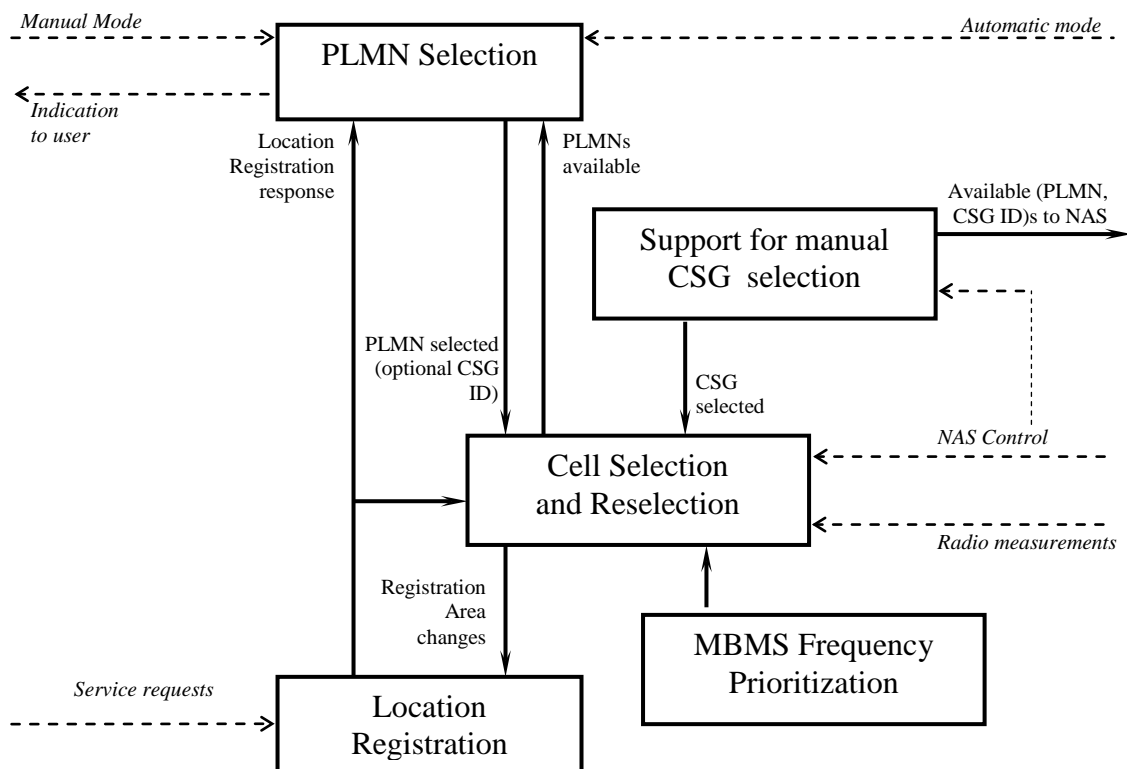 Manual Mode
PLMN Selection
Automatic mode
Indication
to user
Location
Registration
response
PLMNs
available
Available (PLMN,
CSG ID)s to NAS
Support for manual
CSG selection
PLMN selected
(optional CSG
ID)
CSG
selected
NAS Control
Cell Selection
and Reselection
Radio measurements
Registration
Area
changes
MBMS Frequency
Prioritization
Service requests
Location
Registration